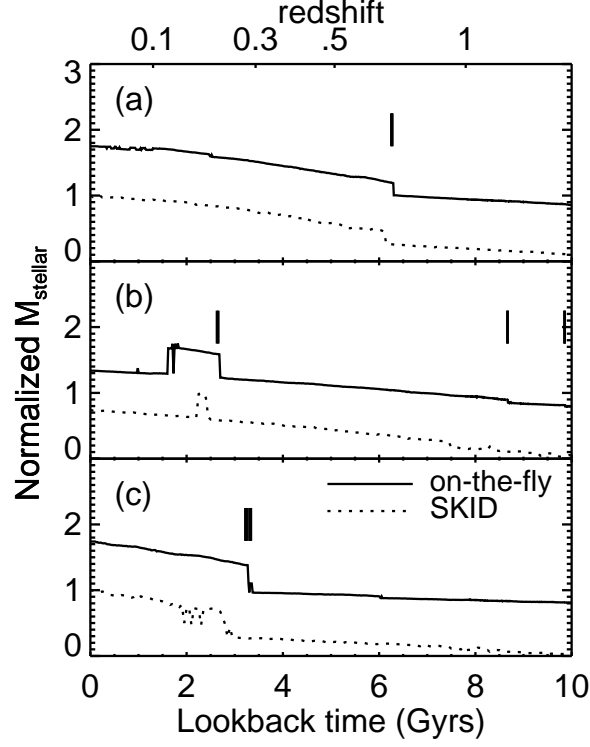 redshift
0.1 0.3 .5 1
3
(a)
2
1
0
(b)
2
1
0
(c)
on-the-fly
SKID
2
1
0
0 2 4 6 8 10
Lookback time (Gyrs)
Normalized M_stellar